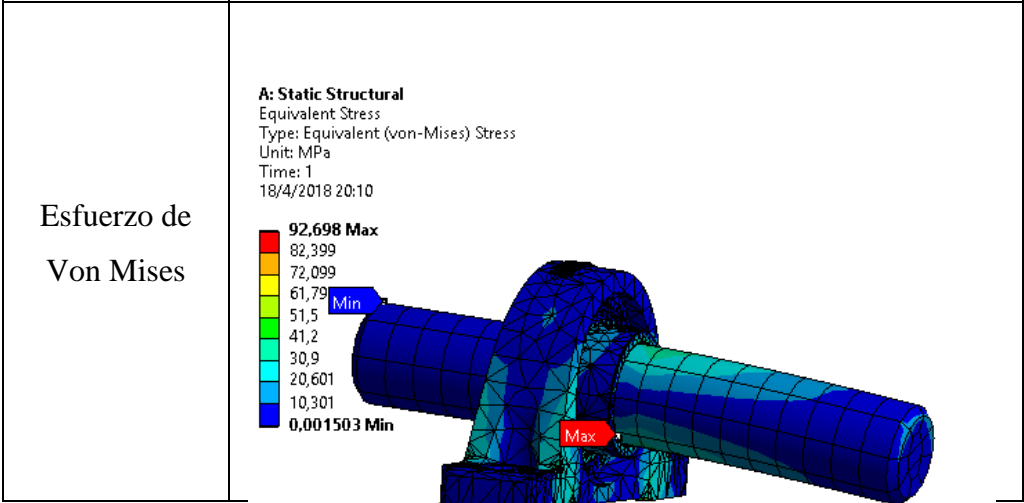 Esfuerzo de
Von Mises
A: Static Structural
Equivalent Stress
Type: Equivalent (von-Mises) Stress
Unit: MPa
Time: 1
18/4/2018 20:10
92,698 Max
82,399
72,099
61,79
Min
51,5
41,2
30,9
20,601
10,301
0,001503 Min
Max